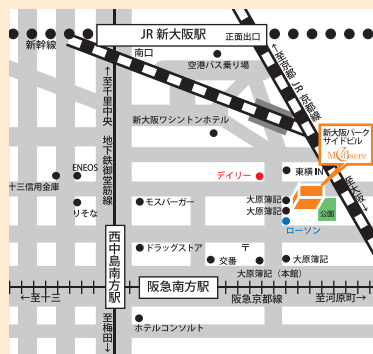 JR 新大阪駅 正面出口
新幹線
南口
空港バス乗り場
←至京都 JR京都線
←至千里中央 地下鉄御堂筋線
新大阪ワシントンホテル
新大阪パーク
サイドビル
ENEOS
デイリー
東横IN
十三信用金庫
りそな
モスバーガー
大原簿記
大原簿記
公園
ローソン
至大阪→
西中島南方駅
ドラッグストア
〒
交番
大原簿記
大原簿記（本館）
阪急南方駅
←至十三
阪急京都線
至河原町→
至梅田→
ホテルコンソルト